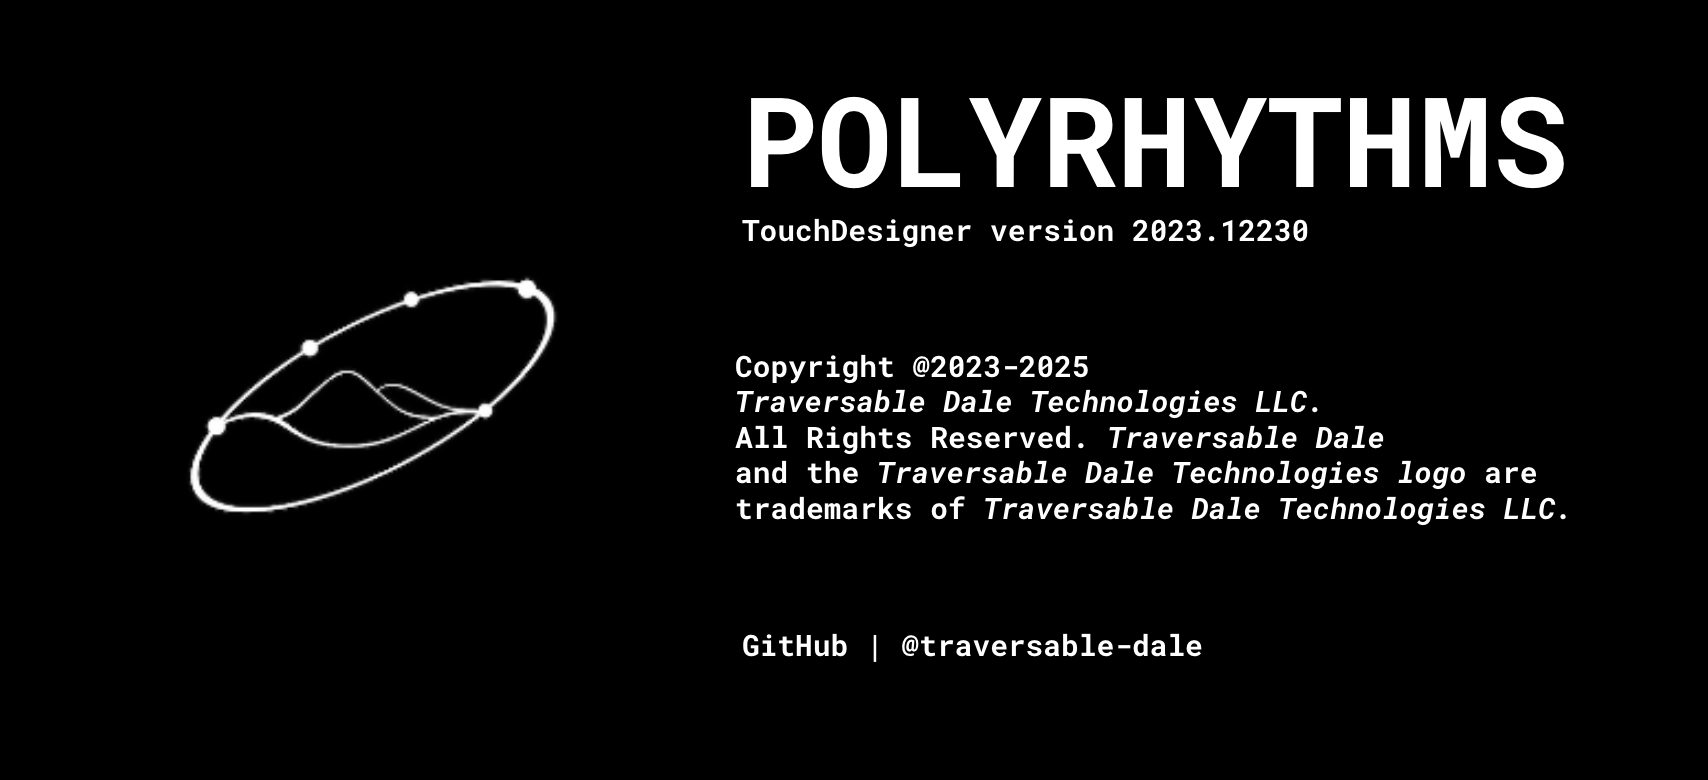 POLYRHYTHMS
TouchDesigner version 2023.12230
Copyright @2023-2025
Traversable Dale Technologies LLC.
All Rights Reserved. Traversable Dale
and the Traversable Dale Technologies logo are
trademarks of Traversable Dale Technologies LLC.
GitHub | @traversable-dale